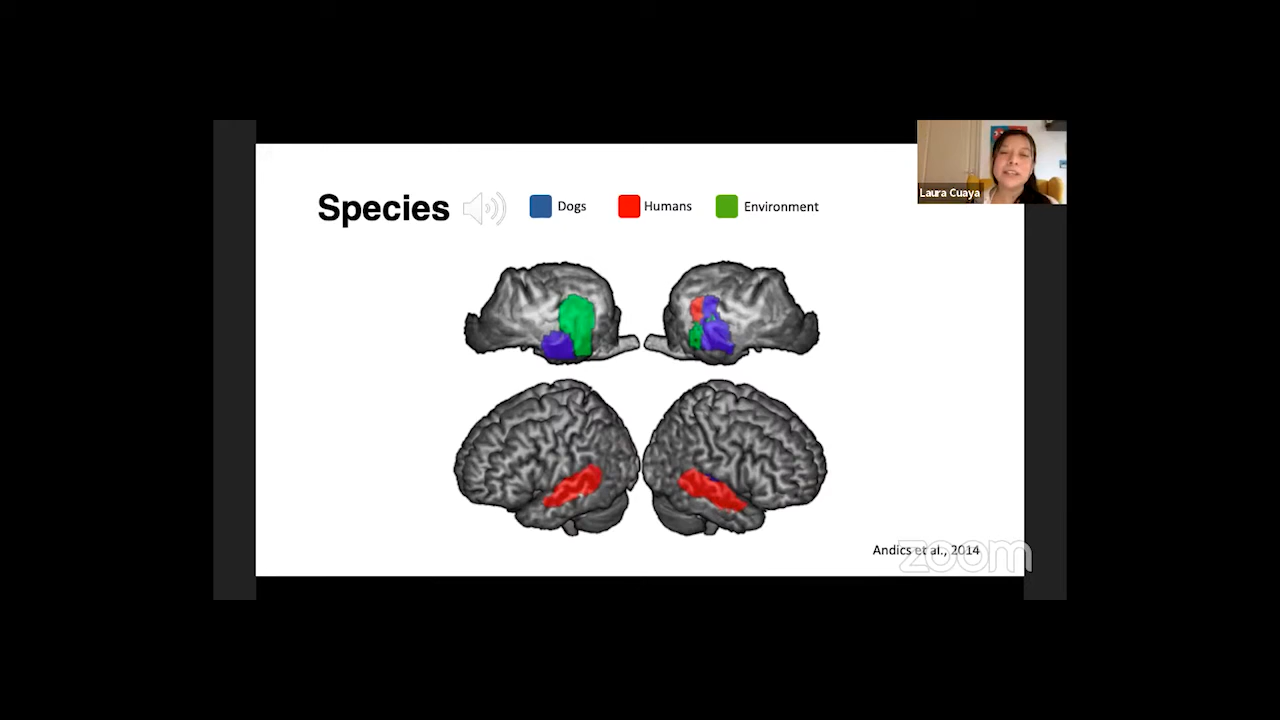 Species
Dogs
Humans
Environment
Laura Cuaya
Andics et al., 2014
zoom